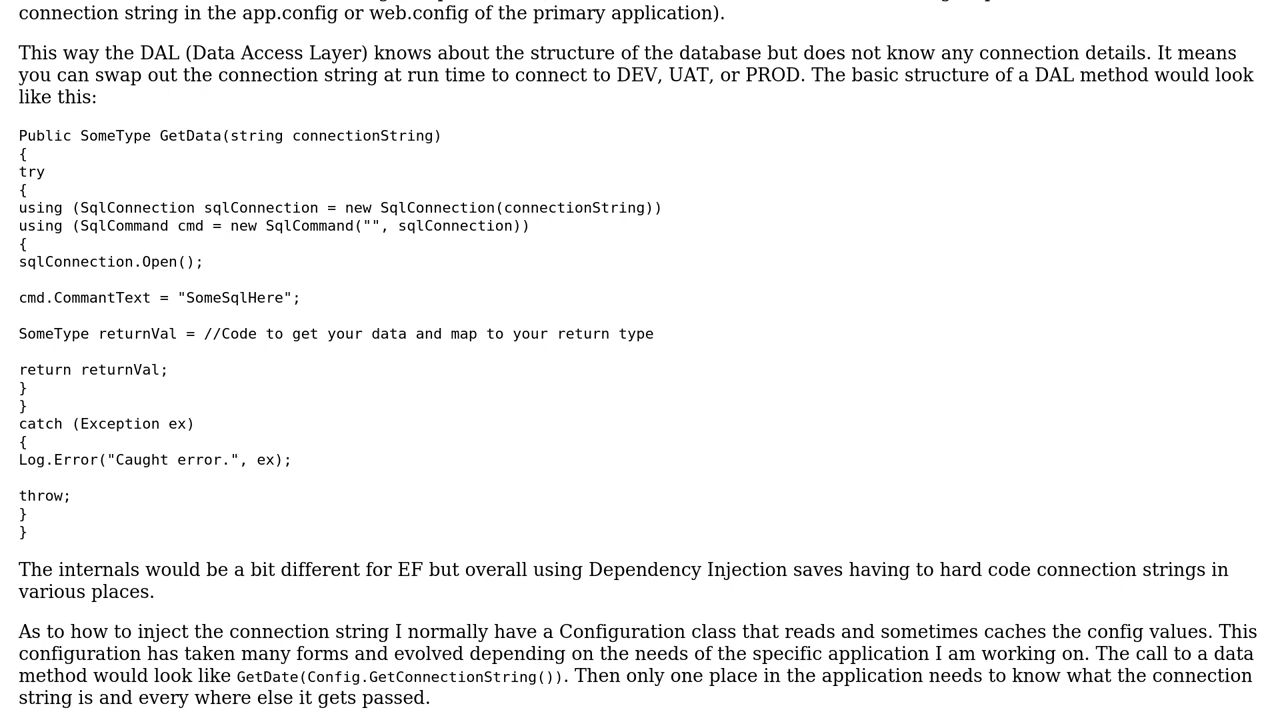 connection string in the app.config or web.config of the primary application).
This way the DAL (Data Access Layer) knows about the structure of the database but does not know any connection details. It means
you can swap out the connection string at run time to connect to DEV, UAT, or PROD. The basic structure of a DAL method would look
like this:
Public SomeType GetData(string connectionString)
{
try
{
using (SqlConnection sqlConnection = new SqlConnection(connectionString))
using (SqlCommand cmd = new SqlCommand("", sqlConnection))
{
sqlConnection.Open();
cmd.CommantText = "SomeSqlHere";
SomeType returnVal = //Code to get your data and map to your return type
return returnVal;
}
}
catch (Exception ex)
{
Log.Error("Caught error.", ex);
throw;
}
}
The internals would be a bit different for EF but overall using Dependency Injection saves having to hard code connection strings in
various places.
As to how to inject the connection string I normally have a Configuration class that reads and sometimes caches the config values. This
configuration has taken many forms and evolved depending on the needs of the specific application I am working on. The call to a data
method would look like GetDate(Config.GetConnectionString()). Then only one place in the application needs to know what the connection
string is and every where else it gets passed.